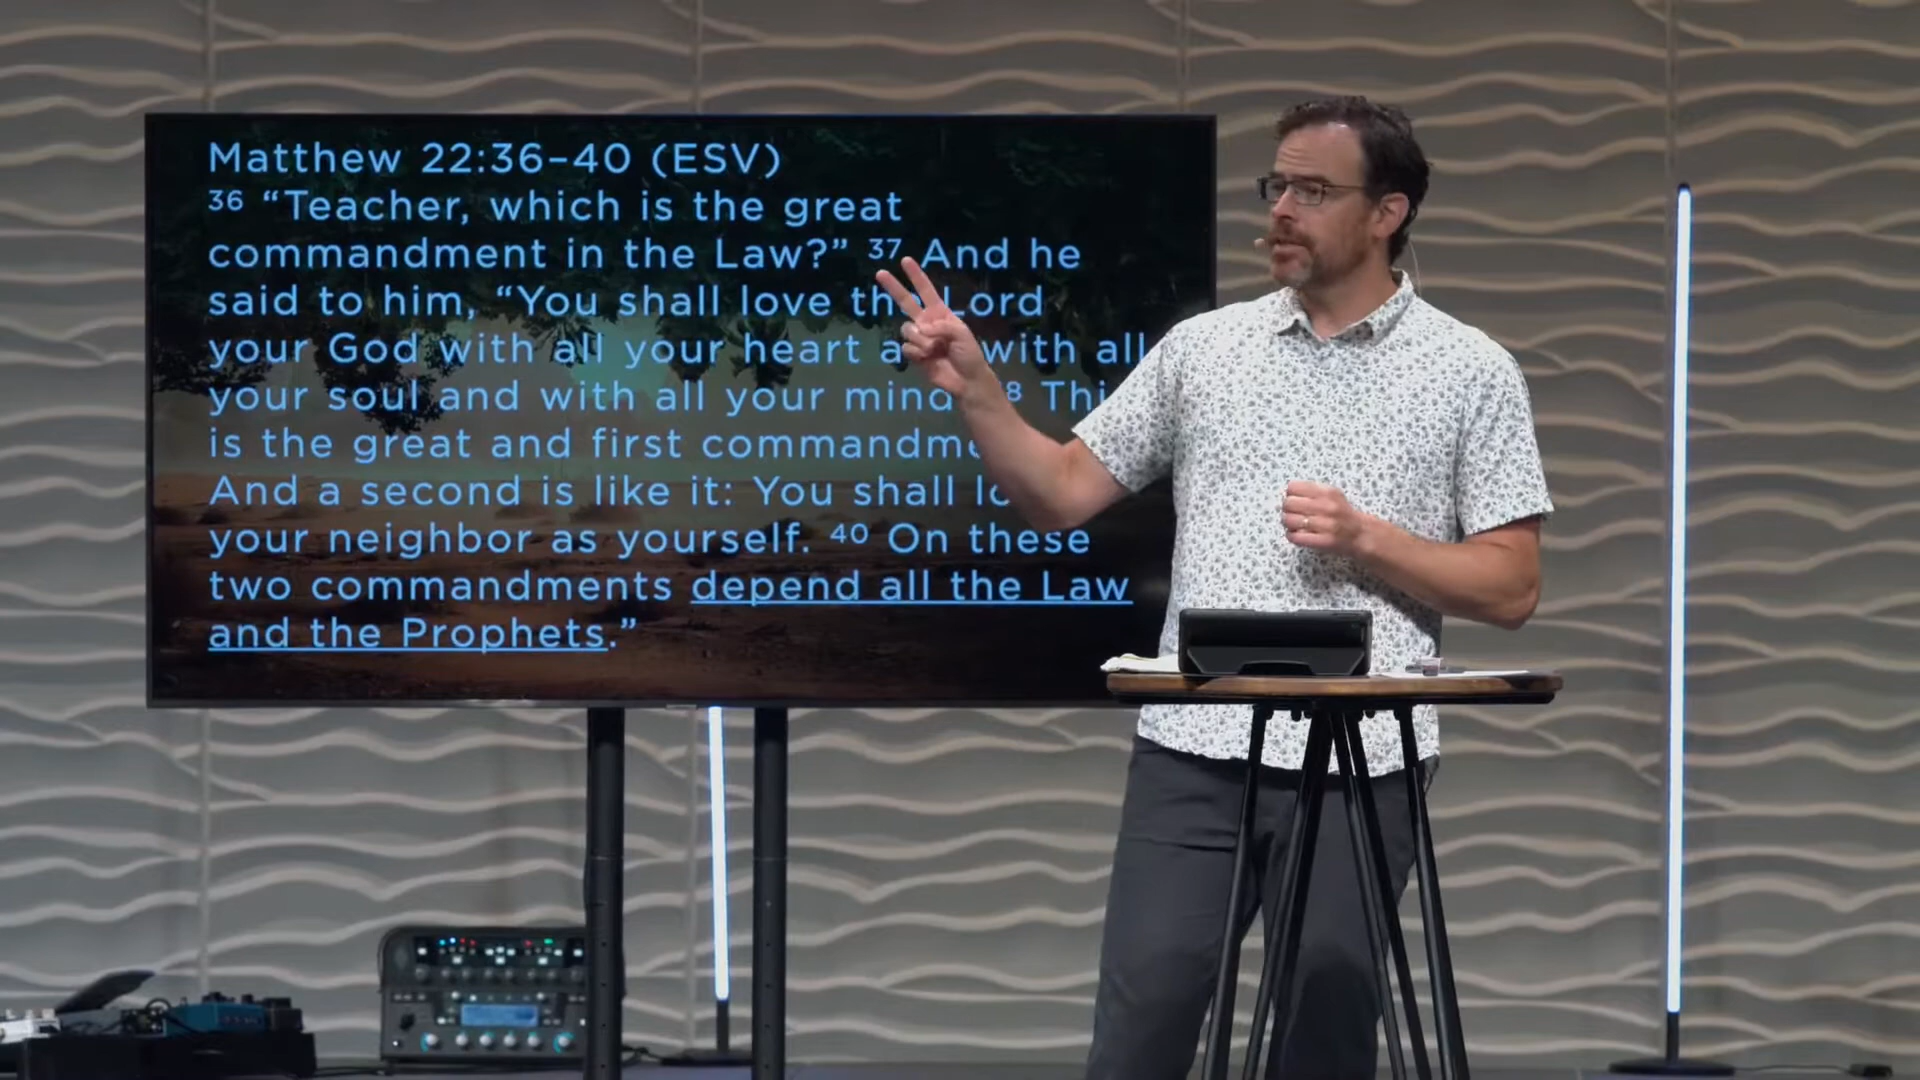 Matthew 22:36–40 (ESV)
36 “Teacher, which is the great
commandment in the Law?” 37 And he
said to him, “You shall love the Lord
your God with all your heart with all
your soul and with all your mind
is the great and first
And a second is like it: You shall
your neighbor as yourself. 40 On these
two commandments depend all the Law
and the Prophets.”